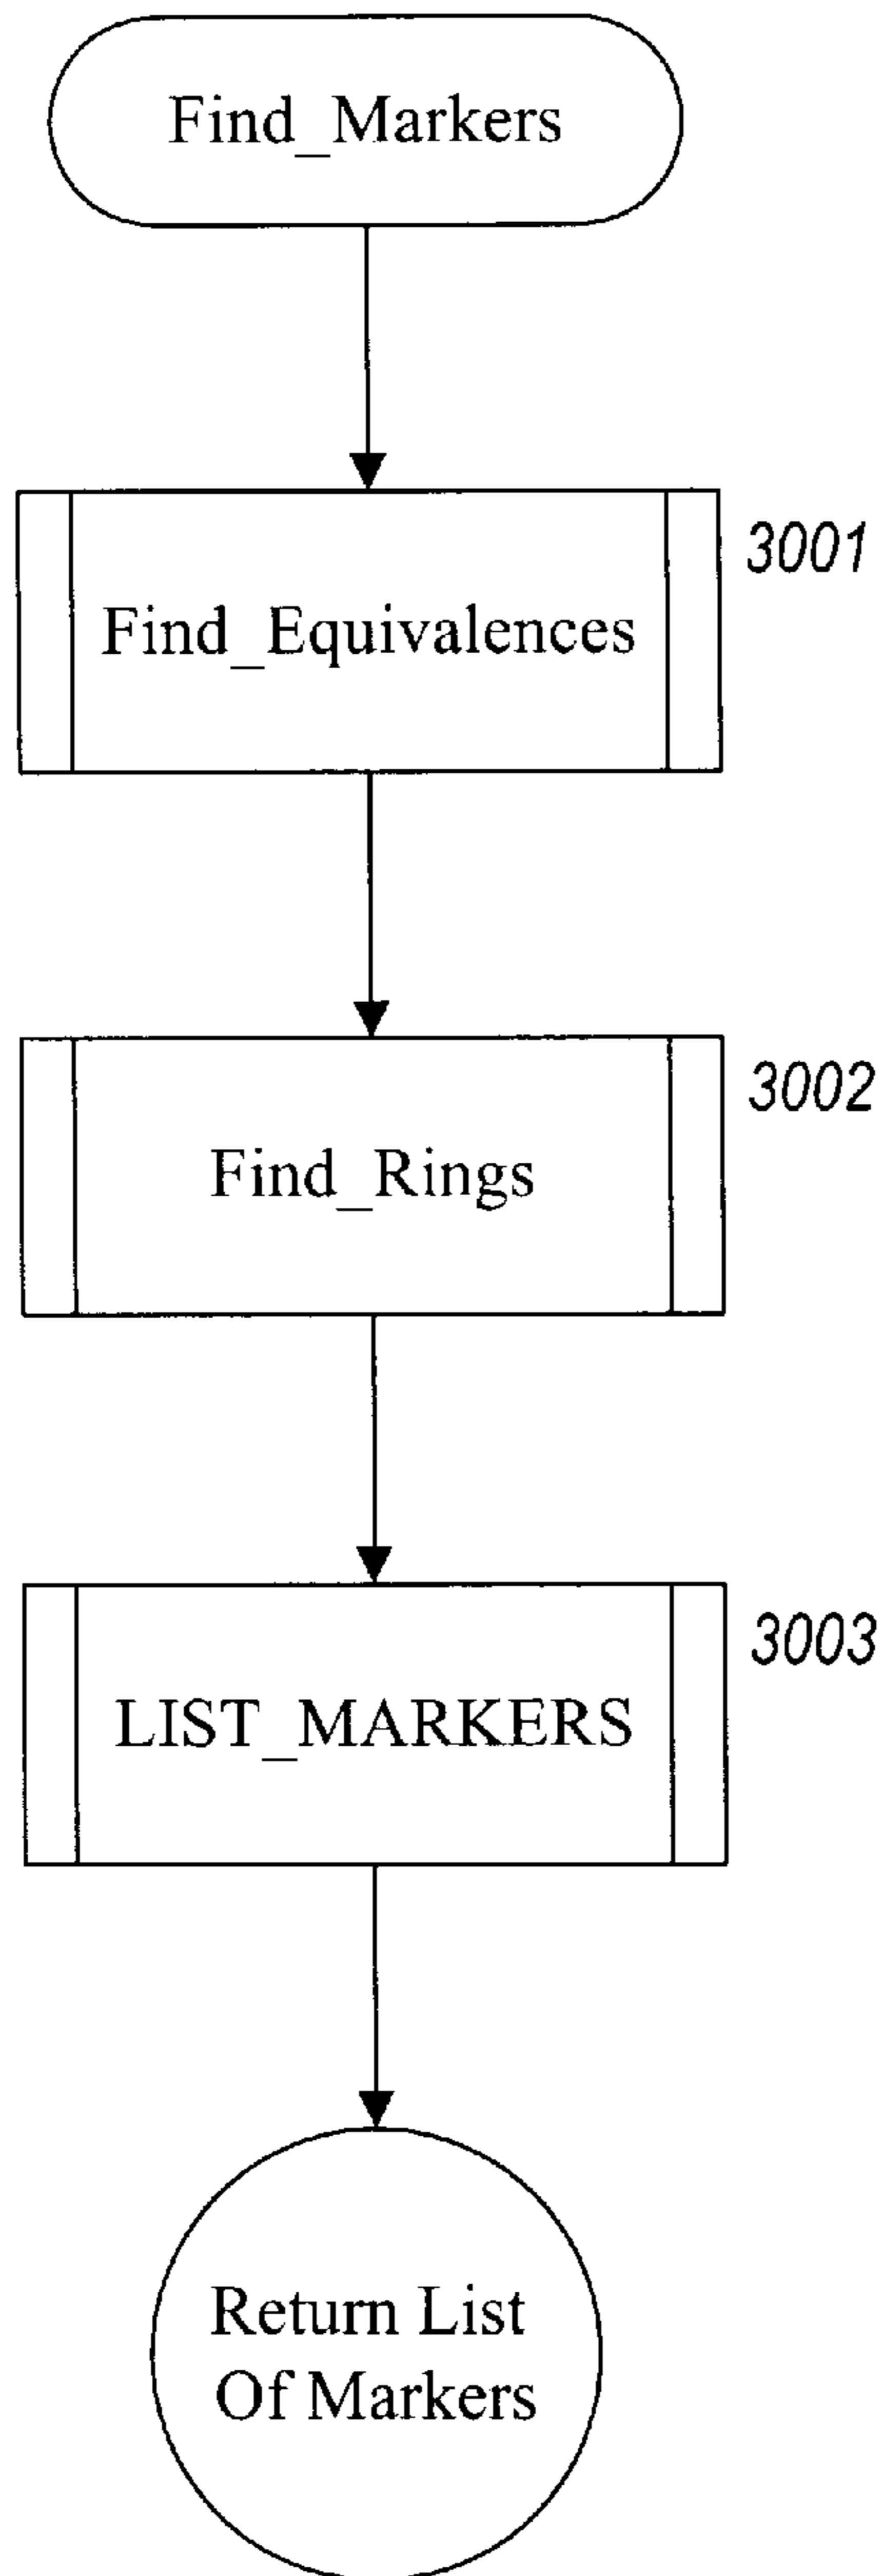 Find_Markers
3001
Find_Equivalences
3002
Find_Rings
3003
LIST_MARKERS
Return List
Of Markers